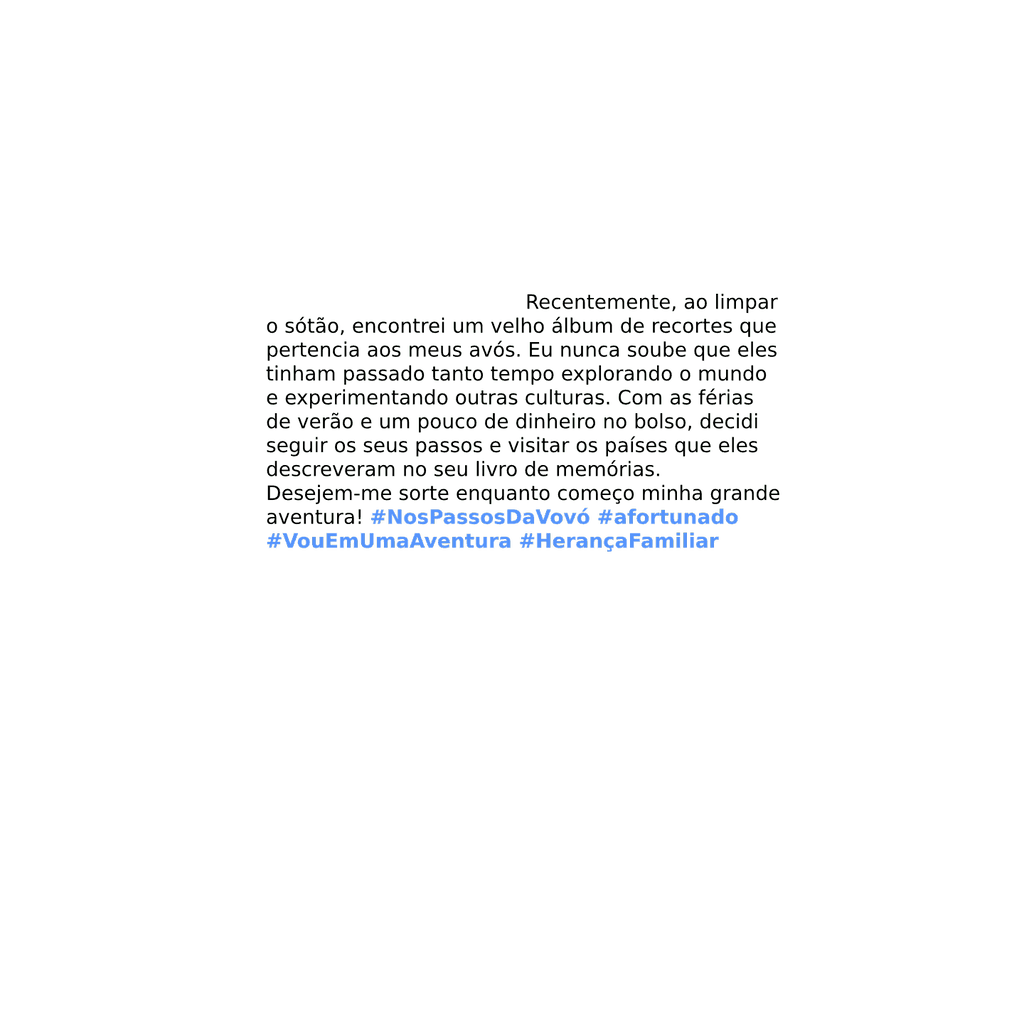 Recentemente, ao limpar
o sótão, encontrei um velho álbum de recortes que
pertencia aos meus avós. Eu nunca soube que eles
tinham passado tanto tempo explorando o mundo
e experimentando outras culturas. Com as férias
de verão e um pouco de dinheiro no bolso, decidi
seguir os seus passos e visitar os países que eles
descreveram no seu livro de memórias.
Desejem-me sorte enquanto começo minha grande
aventura! #NosPassosDaVovó #afortunado
#VouEmUmaAventura #HerançaFamiliar